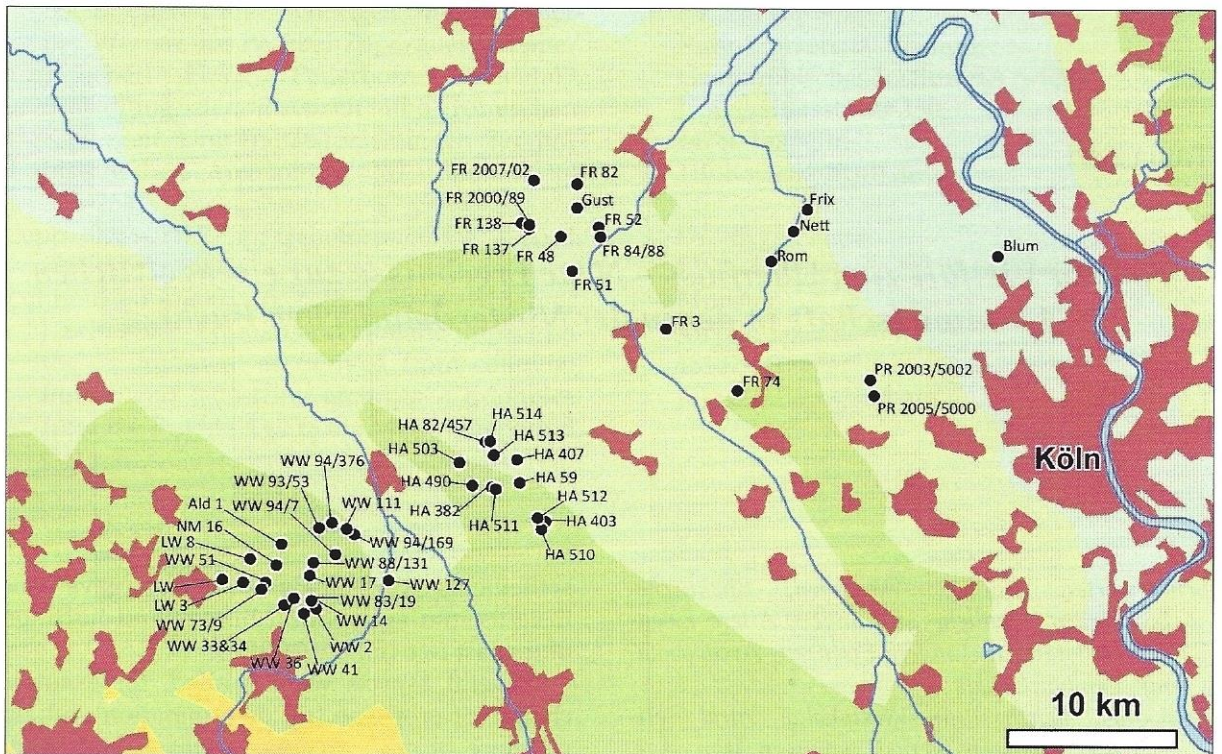 FR 2007/02
FR 82
FR 2000/89
Gust
Frix
FR 138
FR 52
Nett
FR 137
FR 48
FR 84/88
Blum
Rom
FR 51
FR 3
PR 2003/5002
FR 74
PR 2005/5000
HA 514
HA 82/457
HA 513
HA 503
HA 407
Köln
WW 94/376
HA 490
HA 59
WW 93/53
HA 512
Ald 1
WW 94/7
WW 111
HA 382
HA 403
NM 16
HA 511
LW 8
WW 94/169
HA 510
WW 51
WW 88/131
LW
WW 17
WW 127
LW 3
WW 83/19
WW 73/9
WW 14
WW 33&34
WW 2
WW 36
WW 41
10 km